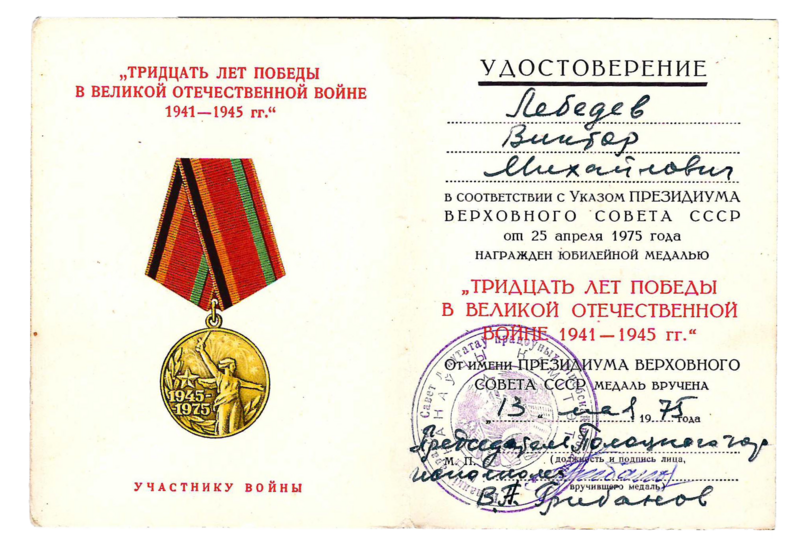 „ТРИДЦАТЬ ЛЕТ ПОБЕДЫ
В ВЕЛИКОЙ ОТЕЧЕСТВЕННОЙ ВОЙНЕ
1941—1945 гг.“
1945-
1975
УЧАСТНИКУ ВОЙНЫ
УДОСТОВЕРЕНИЕ
Лебедев
Виктор
Михайлович
В СООТВЕТСТВИИ С УКАЗОМ ПРЕЗИДИУМА
ВЕРХОВНОГО СОВЕТА СССР
от 25 апреля 1975 года
НАГРАЖДЕН ЮБИЛЕЙНОЙ МЕДАЛЬЮ
„ТРИДЦАТЬ ЛЕТ ПОБЕДЫ
В ВЕЛИКОЙ ОТЕЧЕСТВЕННОЙ
ВОЙНЕ 1941—1945 гг.“
От имени ПРЕЗИДИУМА ВЕРХОВНОГО
СОВЕТА СССР МЕДАЛЬ ВРУЧЕНА
„13“ мая 1975 года
Председатель Полоцкого гор
М. П. (должность и подпись лица,
исполкома
вручившего медаль)
В.А. Грибанов